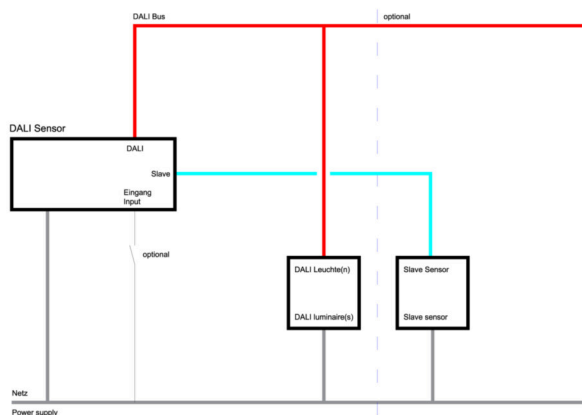 DALI Bus
optional
DALI Sensor
DALI
Slave
Eingang
Input
optional
DALI Leuchte(n)
DALI luminaire(s)
Slave Sensor
Slave sensor
Netz
Power supply